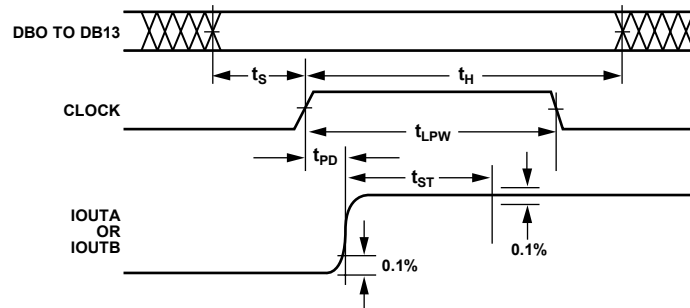 DBO TO DB13
tS
tH
CLOCK
tLPW
tPD
tST
IOUTA
OR
IOUTB
0.1%
0.1%